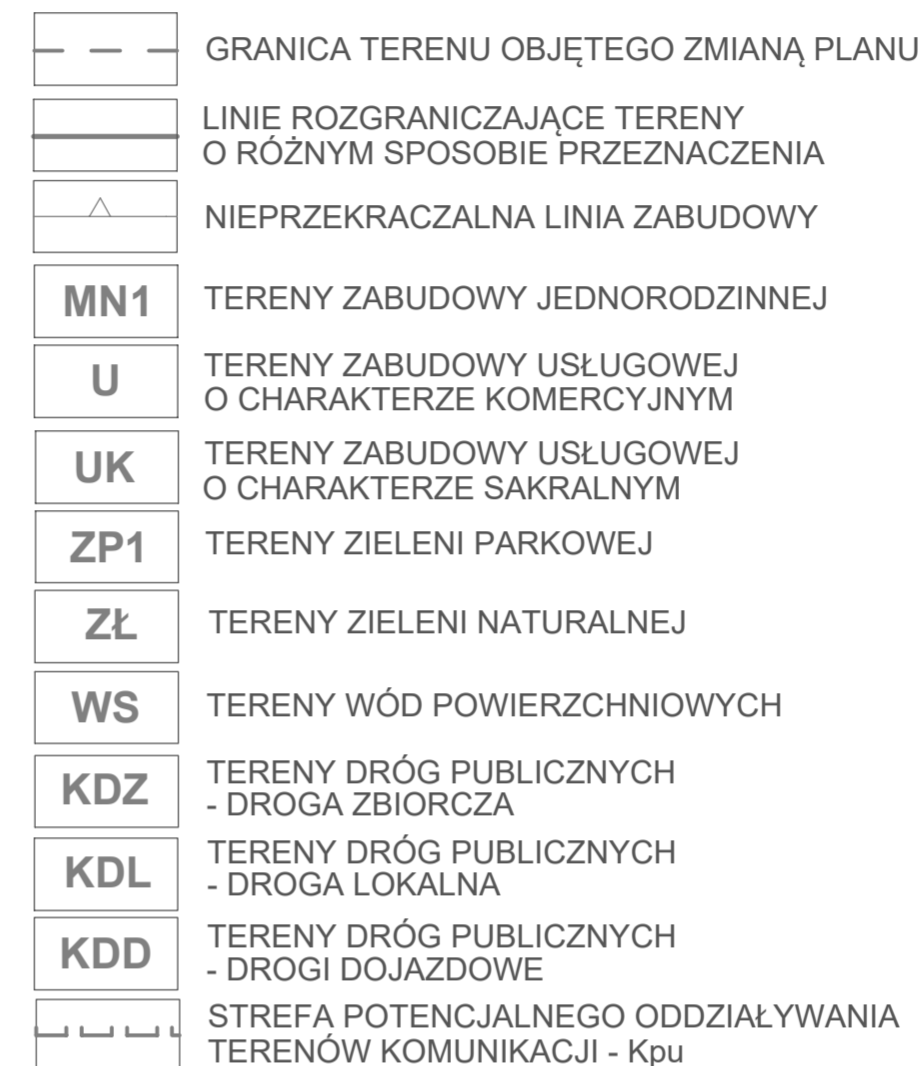 GRANICA TERENU OBJĘTEGO ZMIANĄ PLANU
LINIE ROZGRANICZAJĄCE TERENY
O RÓŻNYM SPOSOBIE PRZEZNACZENIA
NIEPRZEKRACZALNA LINIA ZABUDOWY
MN1 TERENY ZABUDOWY JEDNORODZINNEJ
U TERENY ZABUDOWY USŁUGOWEJ
O CHARAKTERZE KOMERCYJNYM
UK TERENY ZABUDOWY USŁUGOWEJ
O CHARAKTERZE SAKRALNYM
ZP1 TERENY ZIELENI PARKOWEJ
ZŁ TERENY ZIELENI NATURALNEJ
WS TERENY WÓD POWIERZCHNIOWYCH
KDZ TERENY DRÓG PUBLICZNYCH
- DROGA ZBIORCZA
KDL TERENY DRÓG PUBLICZNYCH
- DROGA LOKALNA
KDD TERENY DRÓG PUBLICZNYCH
- DROGI DOJAZDOWE
STREFA POTENCJALNEGO ODDZIAŁYWANIA
TERENÓW KOMUNIKACJI - Kpu